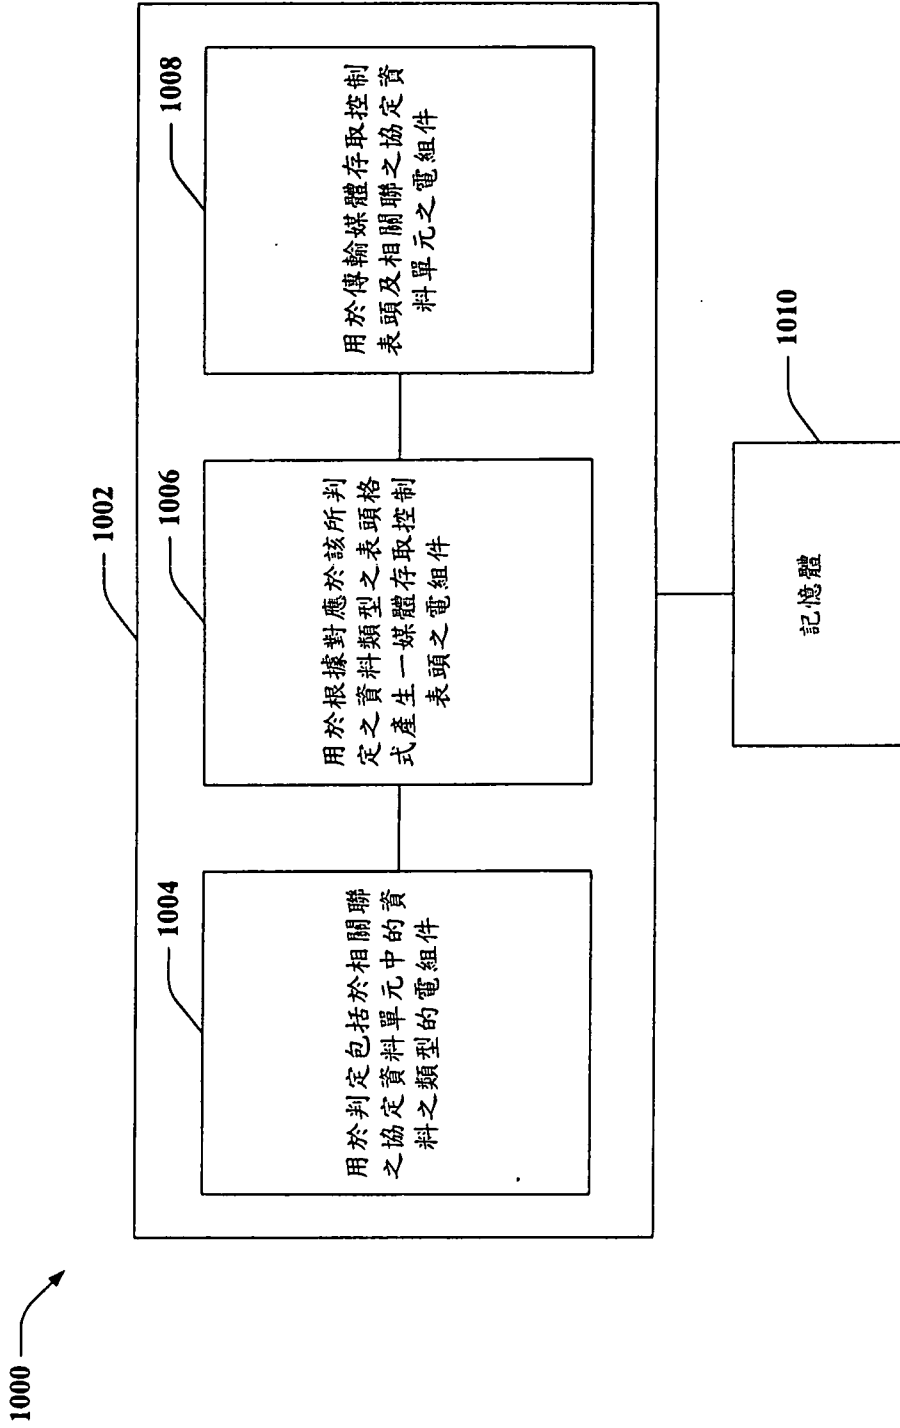 1000
1002
1004
用於判定包括於相關聯
之協定資料單元中的資
料之類型的電組件
1006
用於根據對應於該所判
定之資料類型之表頭格
式產生一媒體存取控制
表頭之電組件
1008
用於傳輸媒體存取控制
表頭及相關聯之協定資
料單元之電組件
1010
記憶體